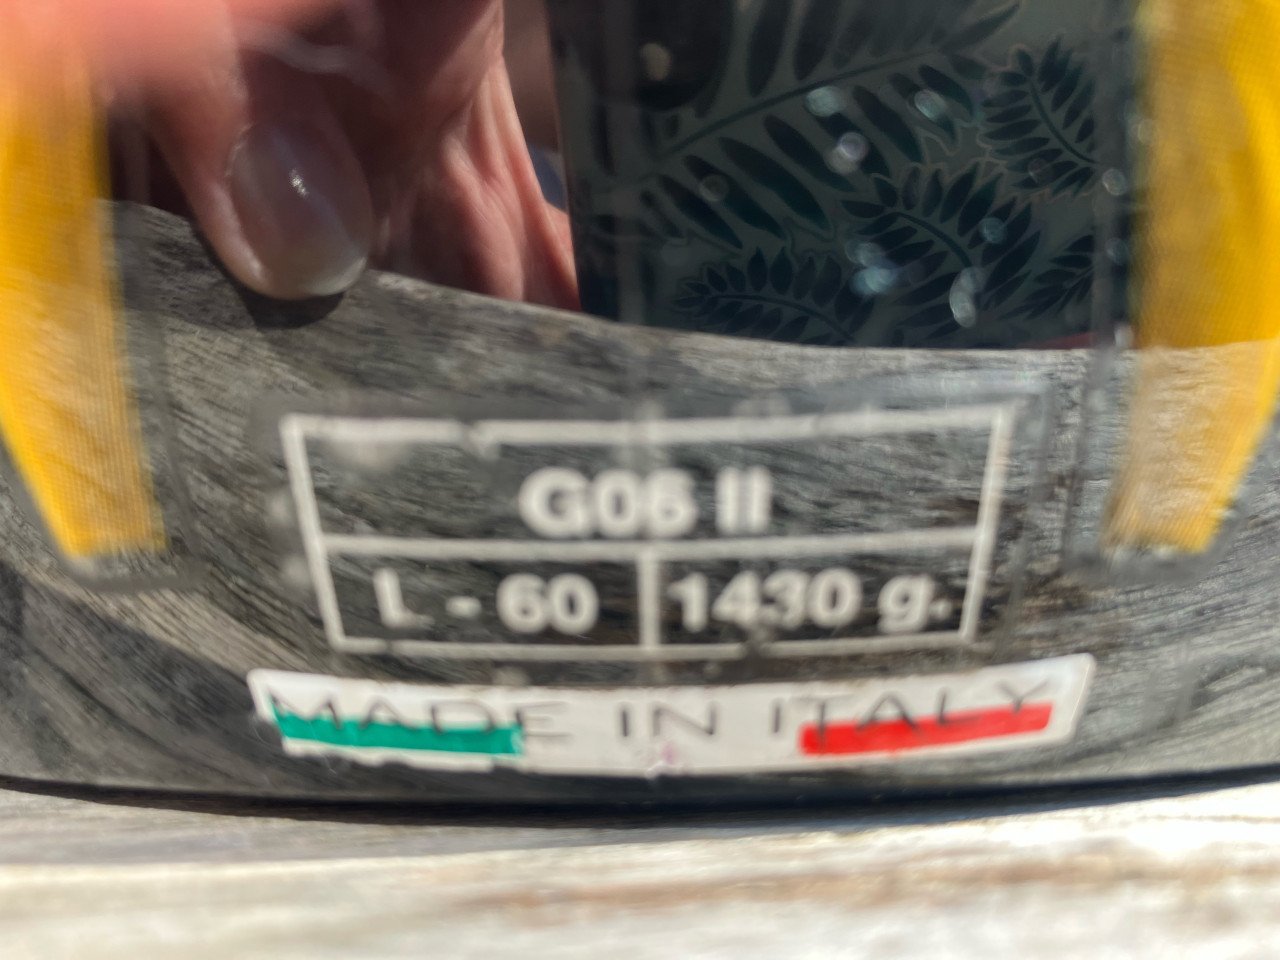 G06 II
L - 60 1430 g.
MADE IN ITALY